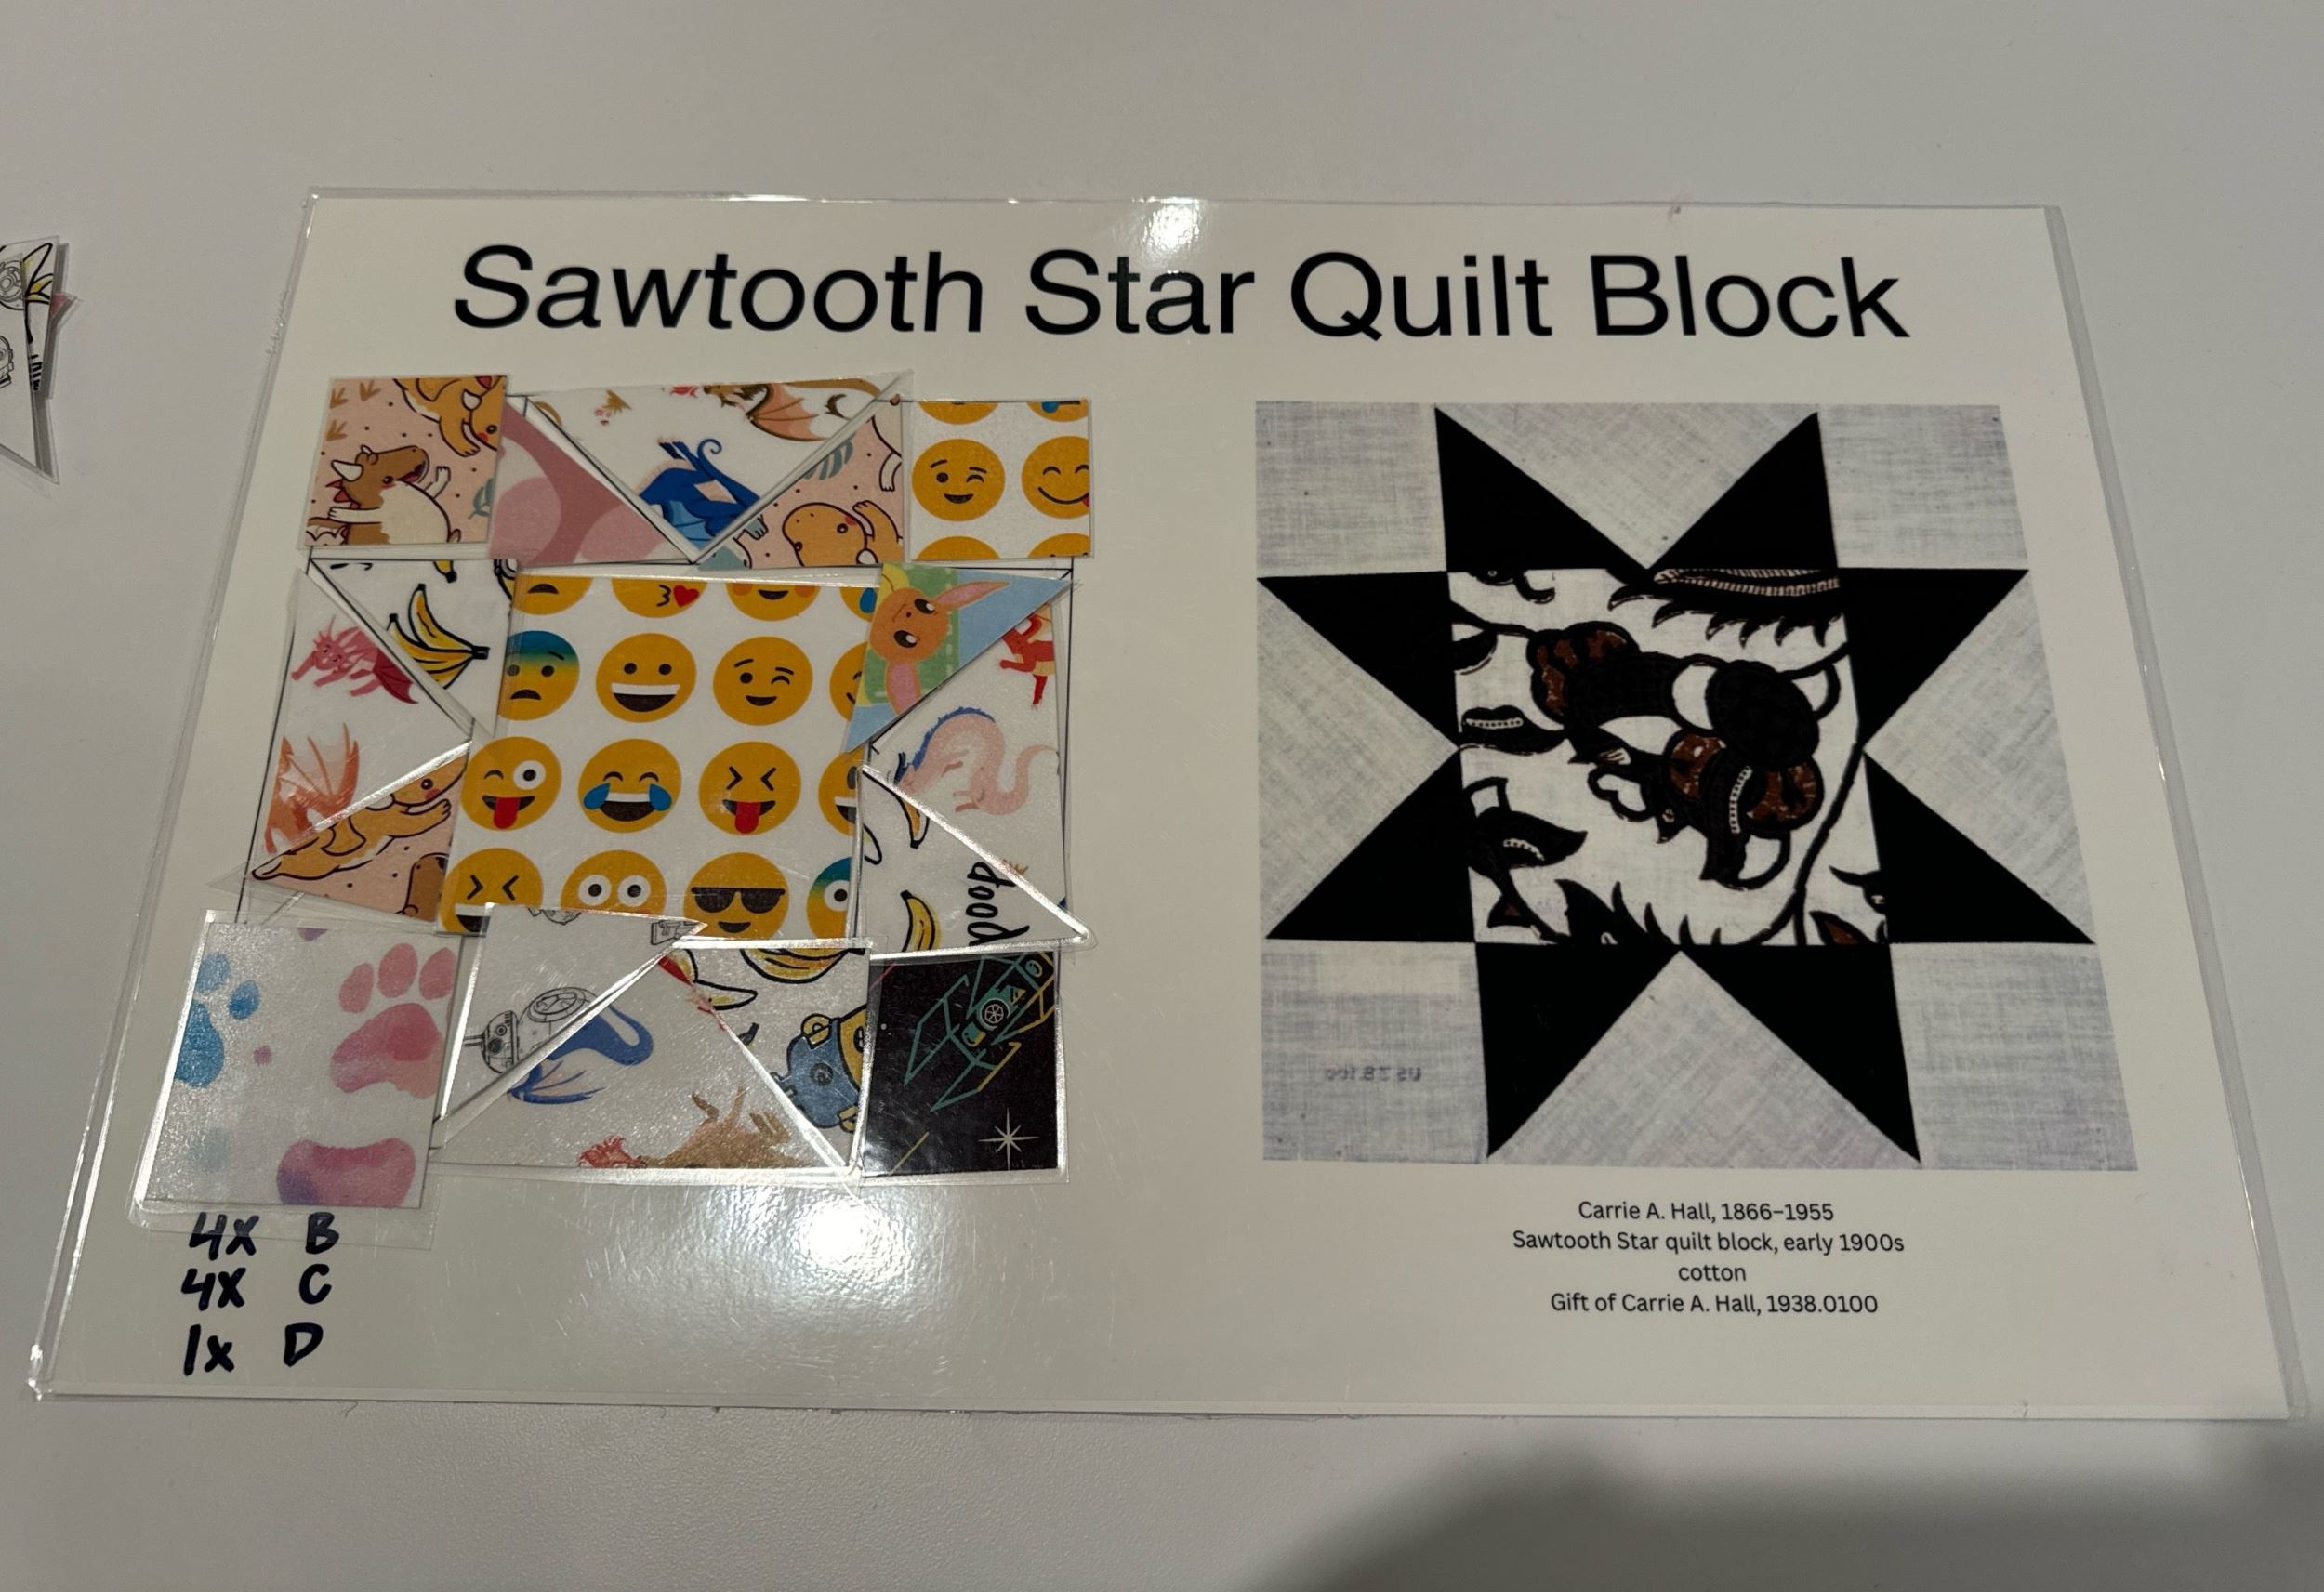 Sawtooth Star Quilt Block
poop
4x B
4x C
1x D
Carrie A. Hall, 1866–1955
Sawtooth Star quilt block, early 1900s
cotton
Gift of Carrie A. Hall, 1938.0100